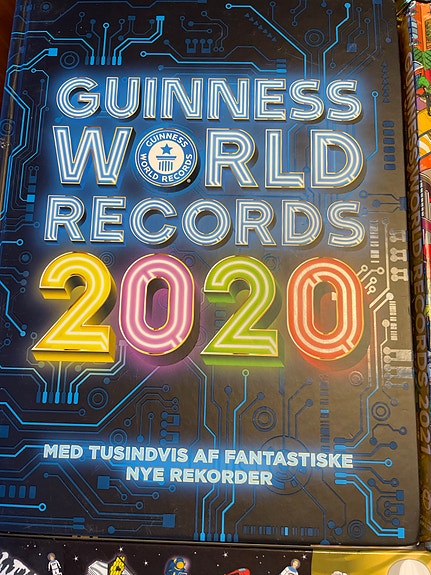 GUINNESS
WORLD
GUINNESS
WORLD RECORDS
RECORDS
2020
MED TUSINDVIS AF FANTASTISKE
NYE REKORDER